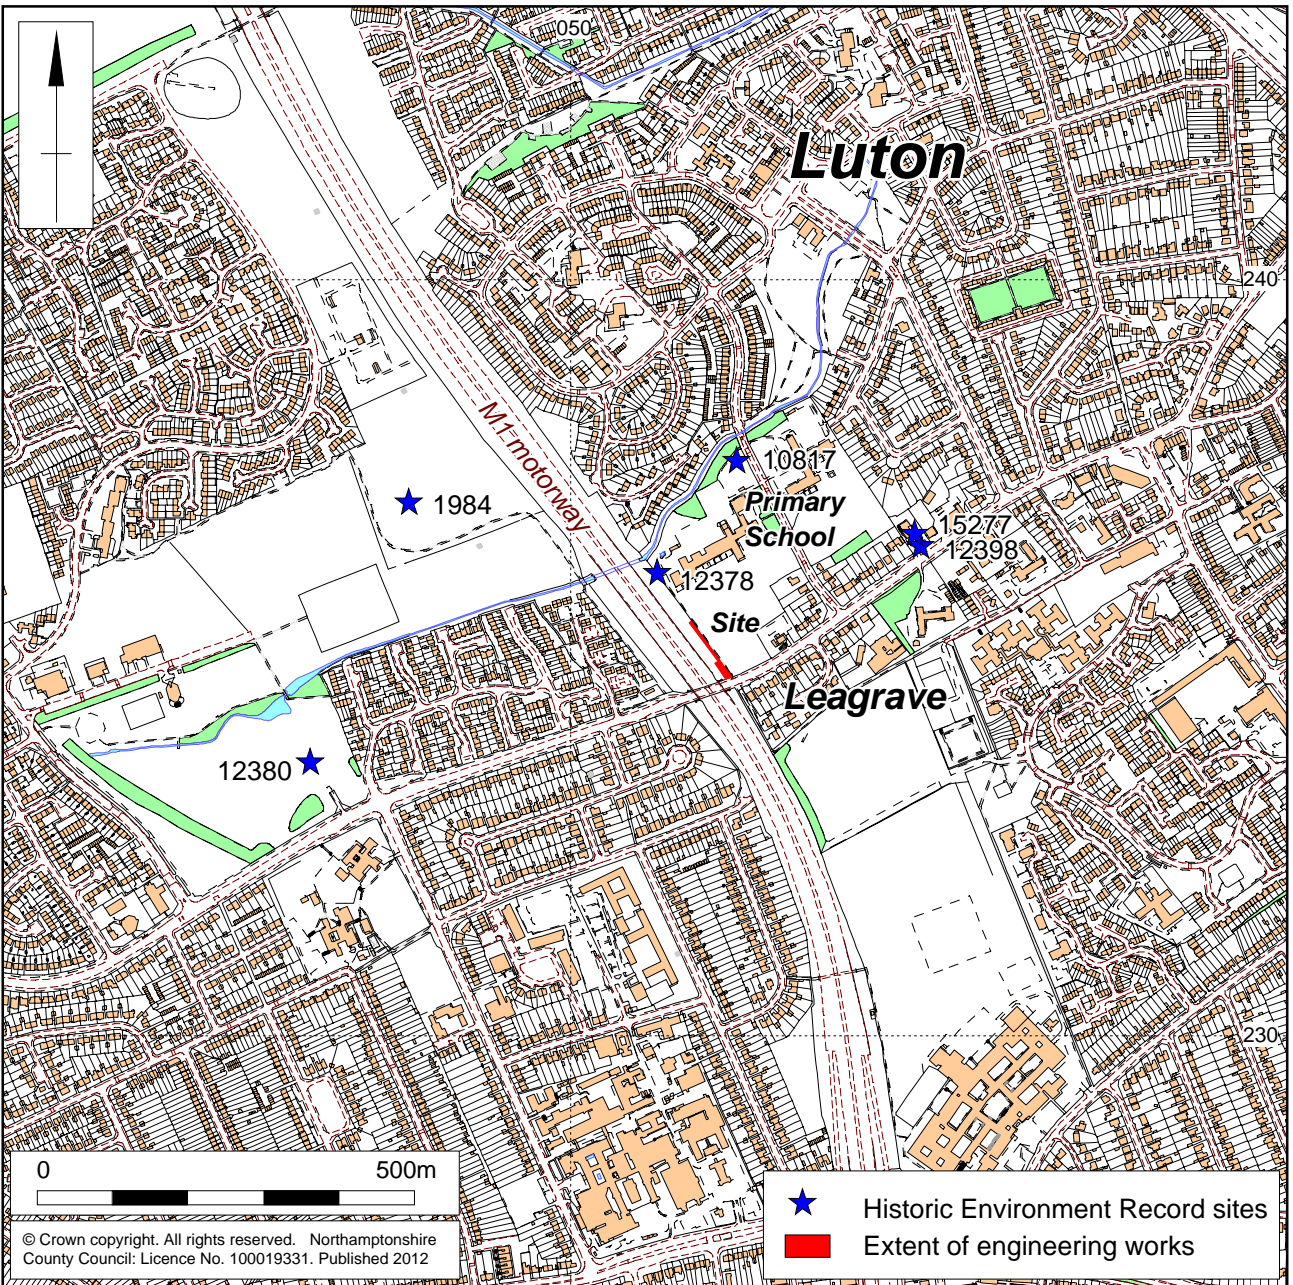 050
Luton
240
M1 motorway
10817
1984
Primary
School
15277
12398
12378
Site
Leagrave
12380
230
0 500m
© Crown copyright. All rights reserved. Northamptonshire
County Council: Licence No. 100019331. Published 2012
Historic Environment Record sites
Extent of engineering works